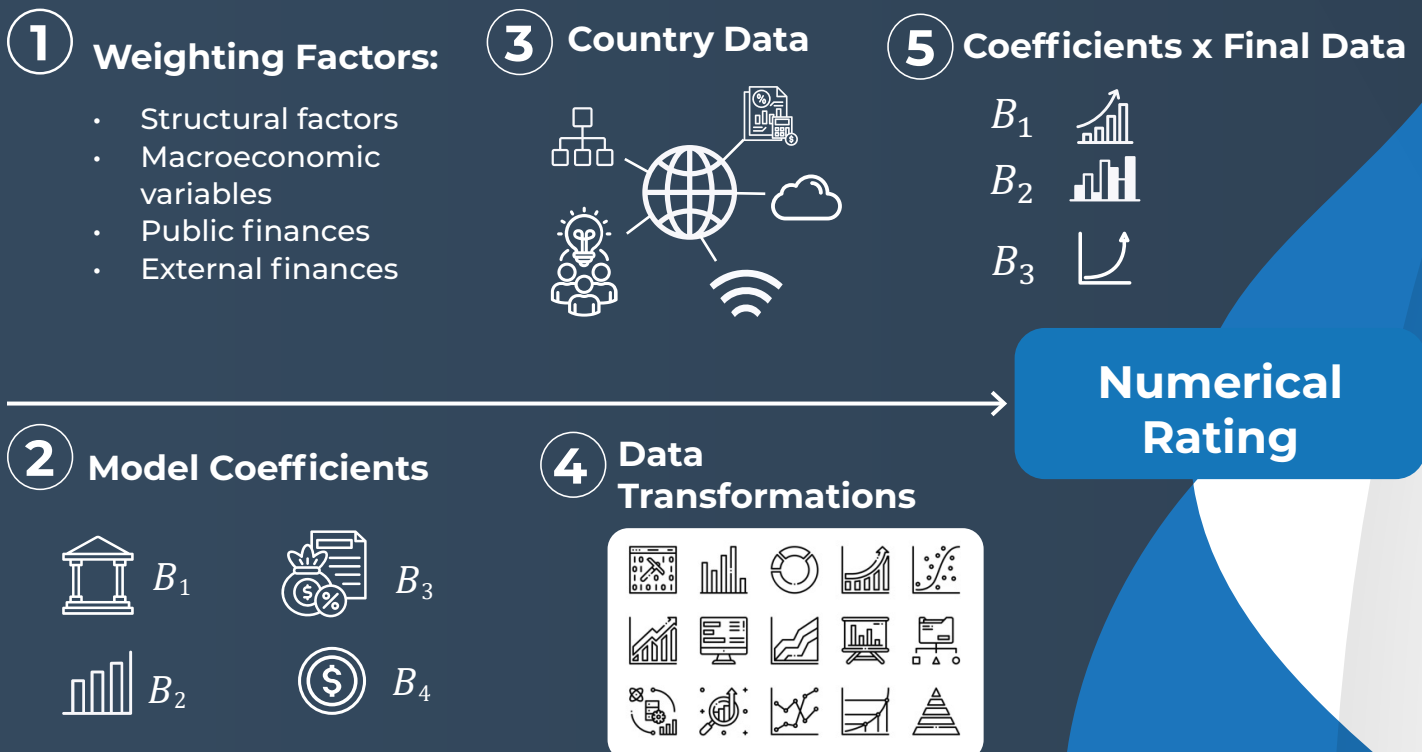 1
Weighting Factors:
• Structural factors
• Macroeconomic
variables
• Public finances
• External finances
2
Model Coefficients
B₁
B₃
B₂
B₄
3
Country Data
4
Data
Transformations
5
Coefficients x Final Data
B₁
B₂
B₃
Numerical
Rating